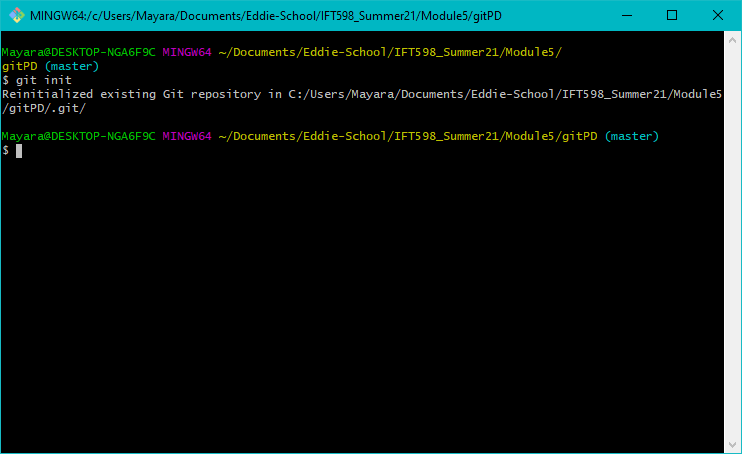 MINGW64:/c/Users/Mayara/Documents/Eddie-School/IFT598_Summer21/Module5/gitPD
Mayara@DESKTOP-NGA6F9C MINGW64 ~/Documents/Eddie-School/IFT598_Summer21/Module5/
gitPD (master)
$ git init
Reinitialized existing Git repository in C:/Users/Mayara/Documents/Eddie-School/IFT598_Summer21/Module5
/gitPD/.git/
Mayara@DESKTOP-NGA6F9C MINGW64 ~/Documents/Eddie-School/IFT598_Summer21/Module5/gitPD (master)
$